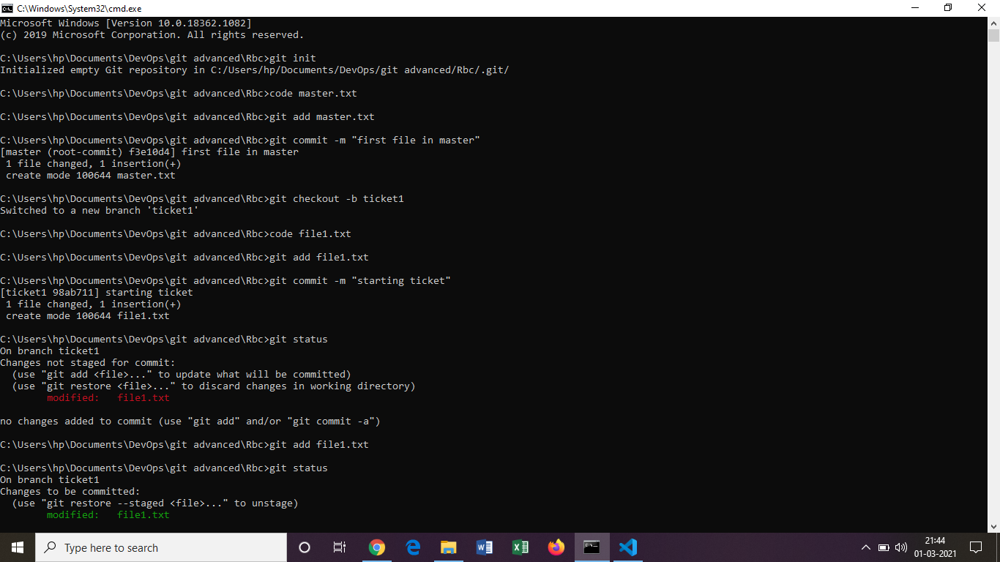 C:\Windows\System32\cmd.exe
Microsoft Windows [Version 10.0.18362.1082]
(c) 2019 Microsoft Corporation. All rights reserved.
C:\Users\hp\Documents\DevOps\git advanced\Rbc>git init
Initialized empty Git repository in C:/Users/hp/Documents/DevOps/git advanced/Rbc/.git/
C:\Users\hp\Documents\DevOps\git advanced\Rbc>code master.txt
C:\Users\hp\Documents\DevOps\git advanced\Rbc>git add master.txt
C:\Users\hp\Documents\DevOps\git advanced\Rbc>git commit -m "first file in master"
[master (root-commit) f3e10d4] first file in master
 1 file changed, 1 insertion(+)
 create mode 100644 master.txt
C:\Users\hp\Documents\DevOps\git advanced\Rbc>git checkout -b ticket1
Switched to a new branch 'ticket1'
C:\Users\hp\Documents\DevOps\git advanced\Rbc>code file1.txt
C:\Users\hp\Documents\DevOps\git advanced\Rbc>git add file1.txt
C:\Users\hp\Documents\DevOps\git advanced\Rbc>git commit -m "starting ticket"
[ticket1 98ab711] starting ticket
 1 file changed, 1 insertion(+)
 create mode 100644 file1.txt
C:\Users\hp\Documents\DevOps\git advanced\Rbc>git status
On branch ticket1
Changes not staged for commit:
  (use "git add <file>..." to update what will be committed)
  (use "git restore <file>..." to discard changes in working directory)
        modified:   file1.txt
no changes added to commit (use "git add" and/or "git commit -a")
C:\Users\hp\Documents\DevOps\git advanced\Rbc>git add file1.txt
C:\Users\hp\Documents\DevOps\git advanced\Rbc>git status
On branch ticket1
Changes to be committed:
  (use "git restore --staged <file>..." to unstage)
        modified:   file1.txt
Type here to search
21:44
01-03-2021